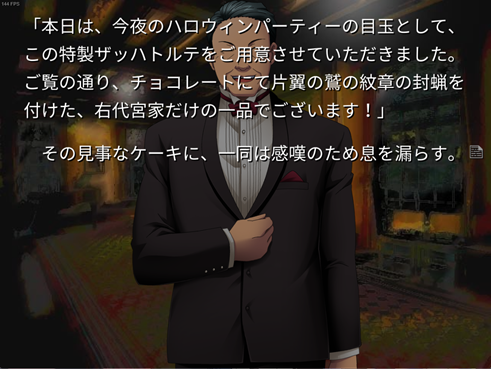 144 FPS
「本日は、今夜のハロウィンパーティーの目玉として、
この特製ザッハトルテをご用意させていただきました。
ご覧の通り、チョコレートにて片翼の鷲の紋章の封蝋を
付けた、右代宮家だけの一品でございます！」
その見事なケーキに、一同は感嘆のため息を漏らす。